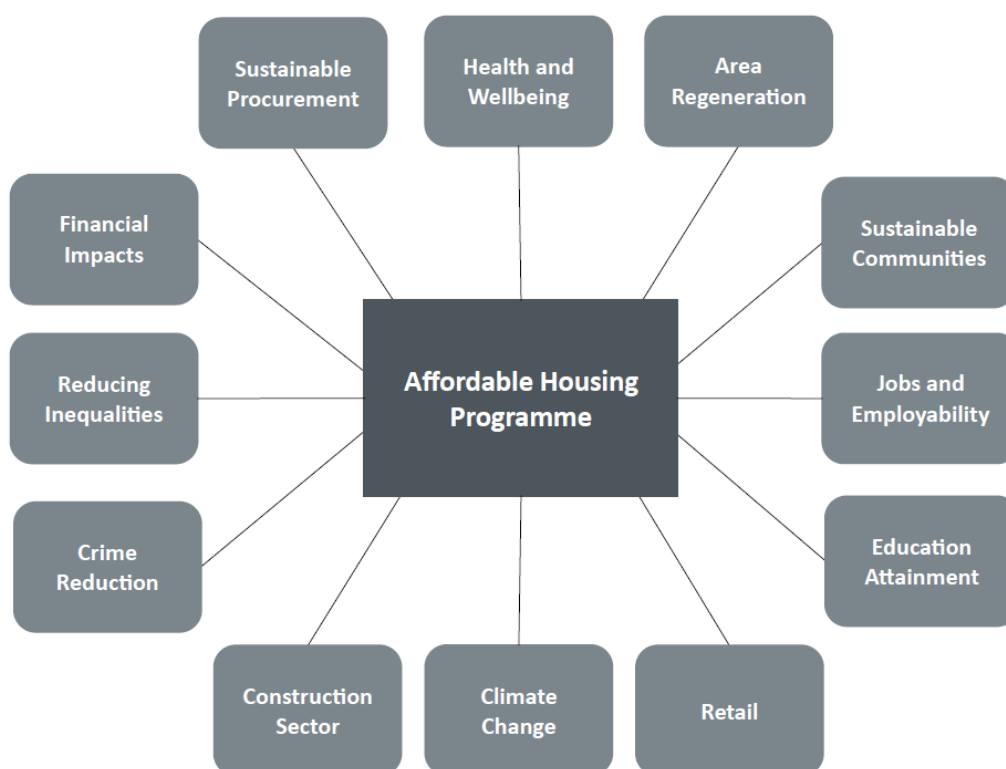 Sustainable
Procurement
Health and
Wellbeing
Area
Regeneration
Financial
Impacts
Sustainable
Communities
Affordable Housing
Programme
Reducing
Inequalities
Jobs and
Employability
Crime
Reduction
Education
Attainment
Construction
Sector
Climate
Change
Retail